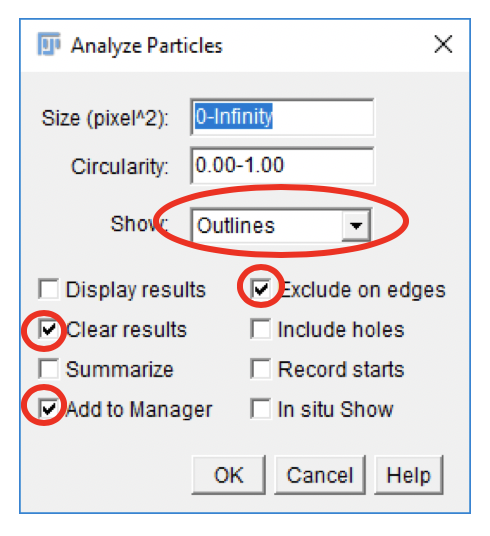 Analyze Particles
Size (pixel^2): 0-Infinity
Circularity: 0.00-1.00
Show: Outlines
Display results Exclude on edges
Clear results Include holes
Summarize Record starts
Add to Manager In situ Show
OK Cancel Help